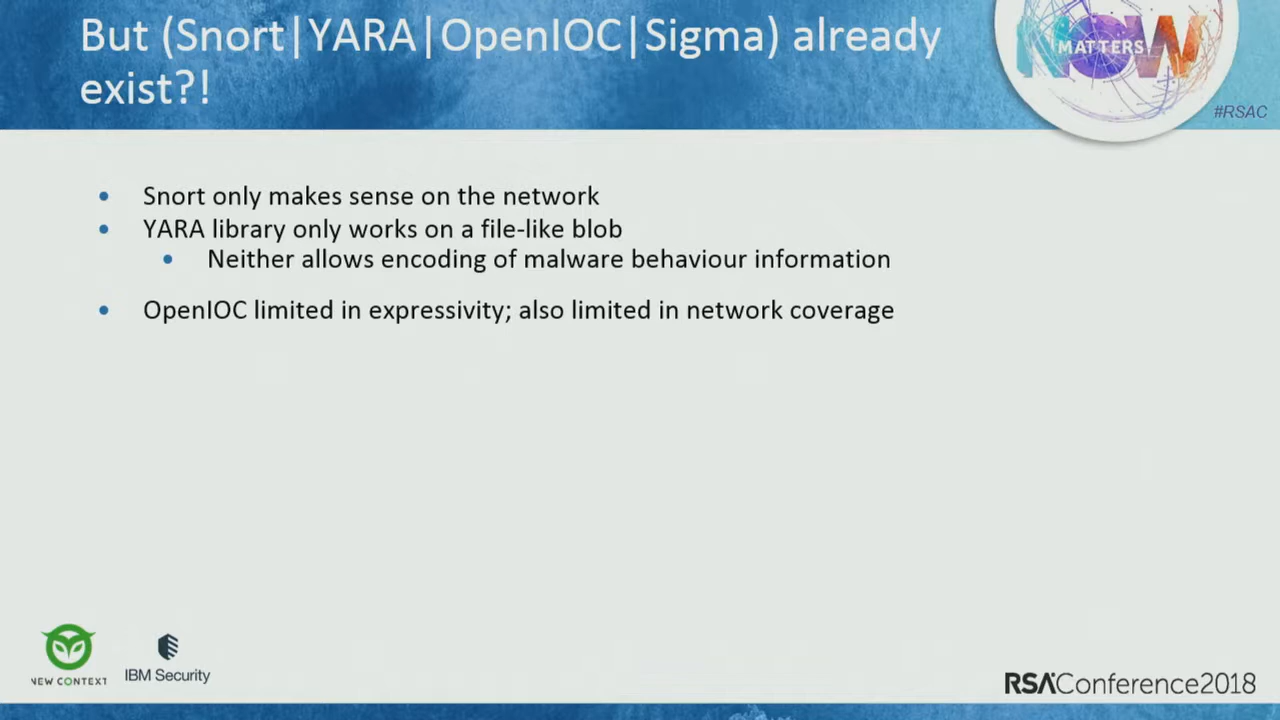 But (Snort|YARA|OpenIOC|Sigma) already
exist?!
NOW
MATTERS
#RSAC
• Snort only makes sense on the network
• YARA library only works on a file-like blob
• Neither allows encoding of malware behaviour information
• OpenIOC limited in expressivity; also limited in network coverage
NEW CONTEXT
IBM Security
RSAConference2018